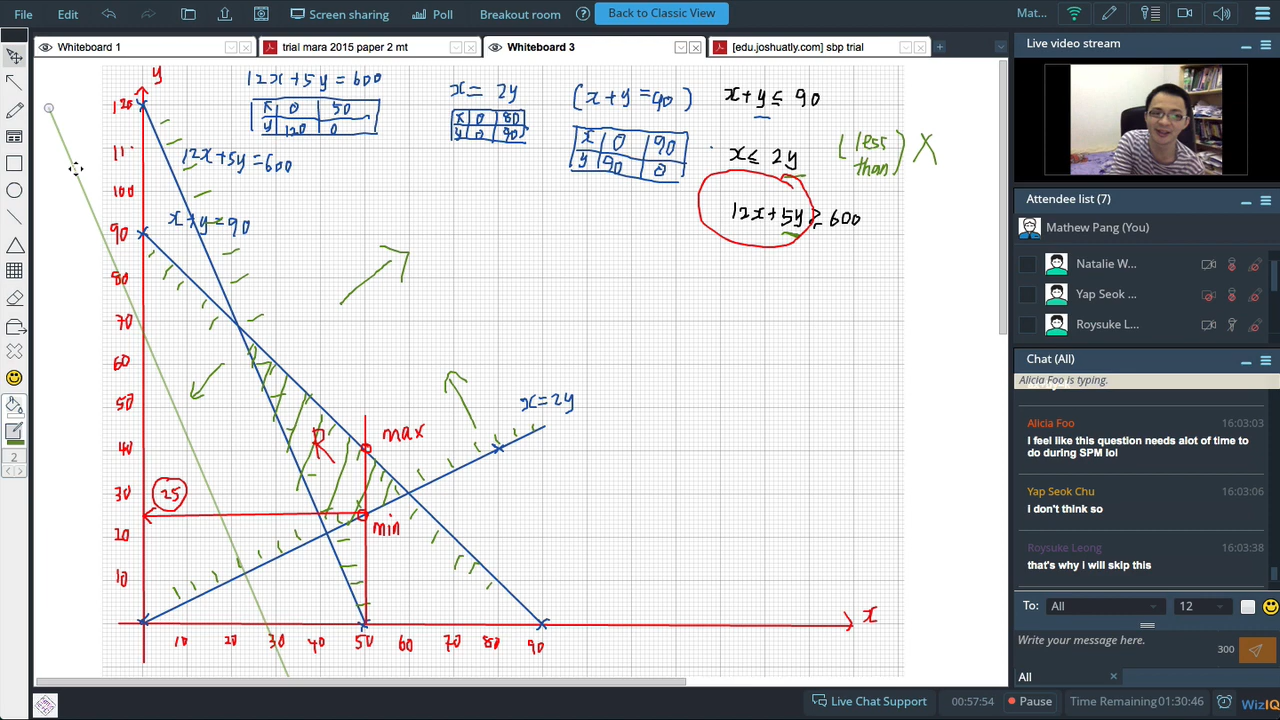 File Edit Screen sharing Poll Breakout room Back to Classic View Mat...
Whiteboard 1
trial mara 2015 paper 2 mt
Whiteboard 3
[edu.joshuatly.com] sbp trial
Live video stream
Attendee list (7)
Mathew Pang (You)
Natalie W...
Yap Seok ...
Roysuke L...
Chat (All)
Alicia Foo is typing.
Alicia Foo 16:03:03
I feel like this question needs alot of time to
do during SPM lol
Yap Seok Chu 16:03:06
I don't think so
Roysuke Leong 16:03:38
that's why I will skip this
To: All 12
Write your message here.
300
All
Live Chat Support 00:57:54 Pause Time Remaining 01:30:46 WizIQ
2
y
12x+5y=600
x 0 50
y 120 0
x = 2y
x 0 80
y 0 90
(x+y=90)
x 0 90
y 90 0
x+y ≤ 90
x ≤ 2y
(less than) X
12x+5y ≥ 600
12x+5y=600
x+y=90
x=2y
R
max
min
25
120
110
100
90
80
70
60
50
40
30
20
10
10 20 30 40 50 60 70 80 90
x